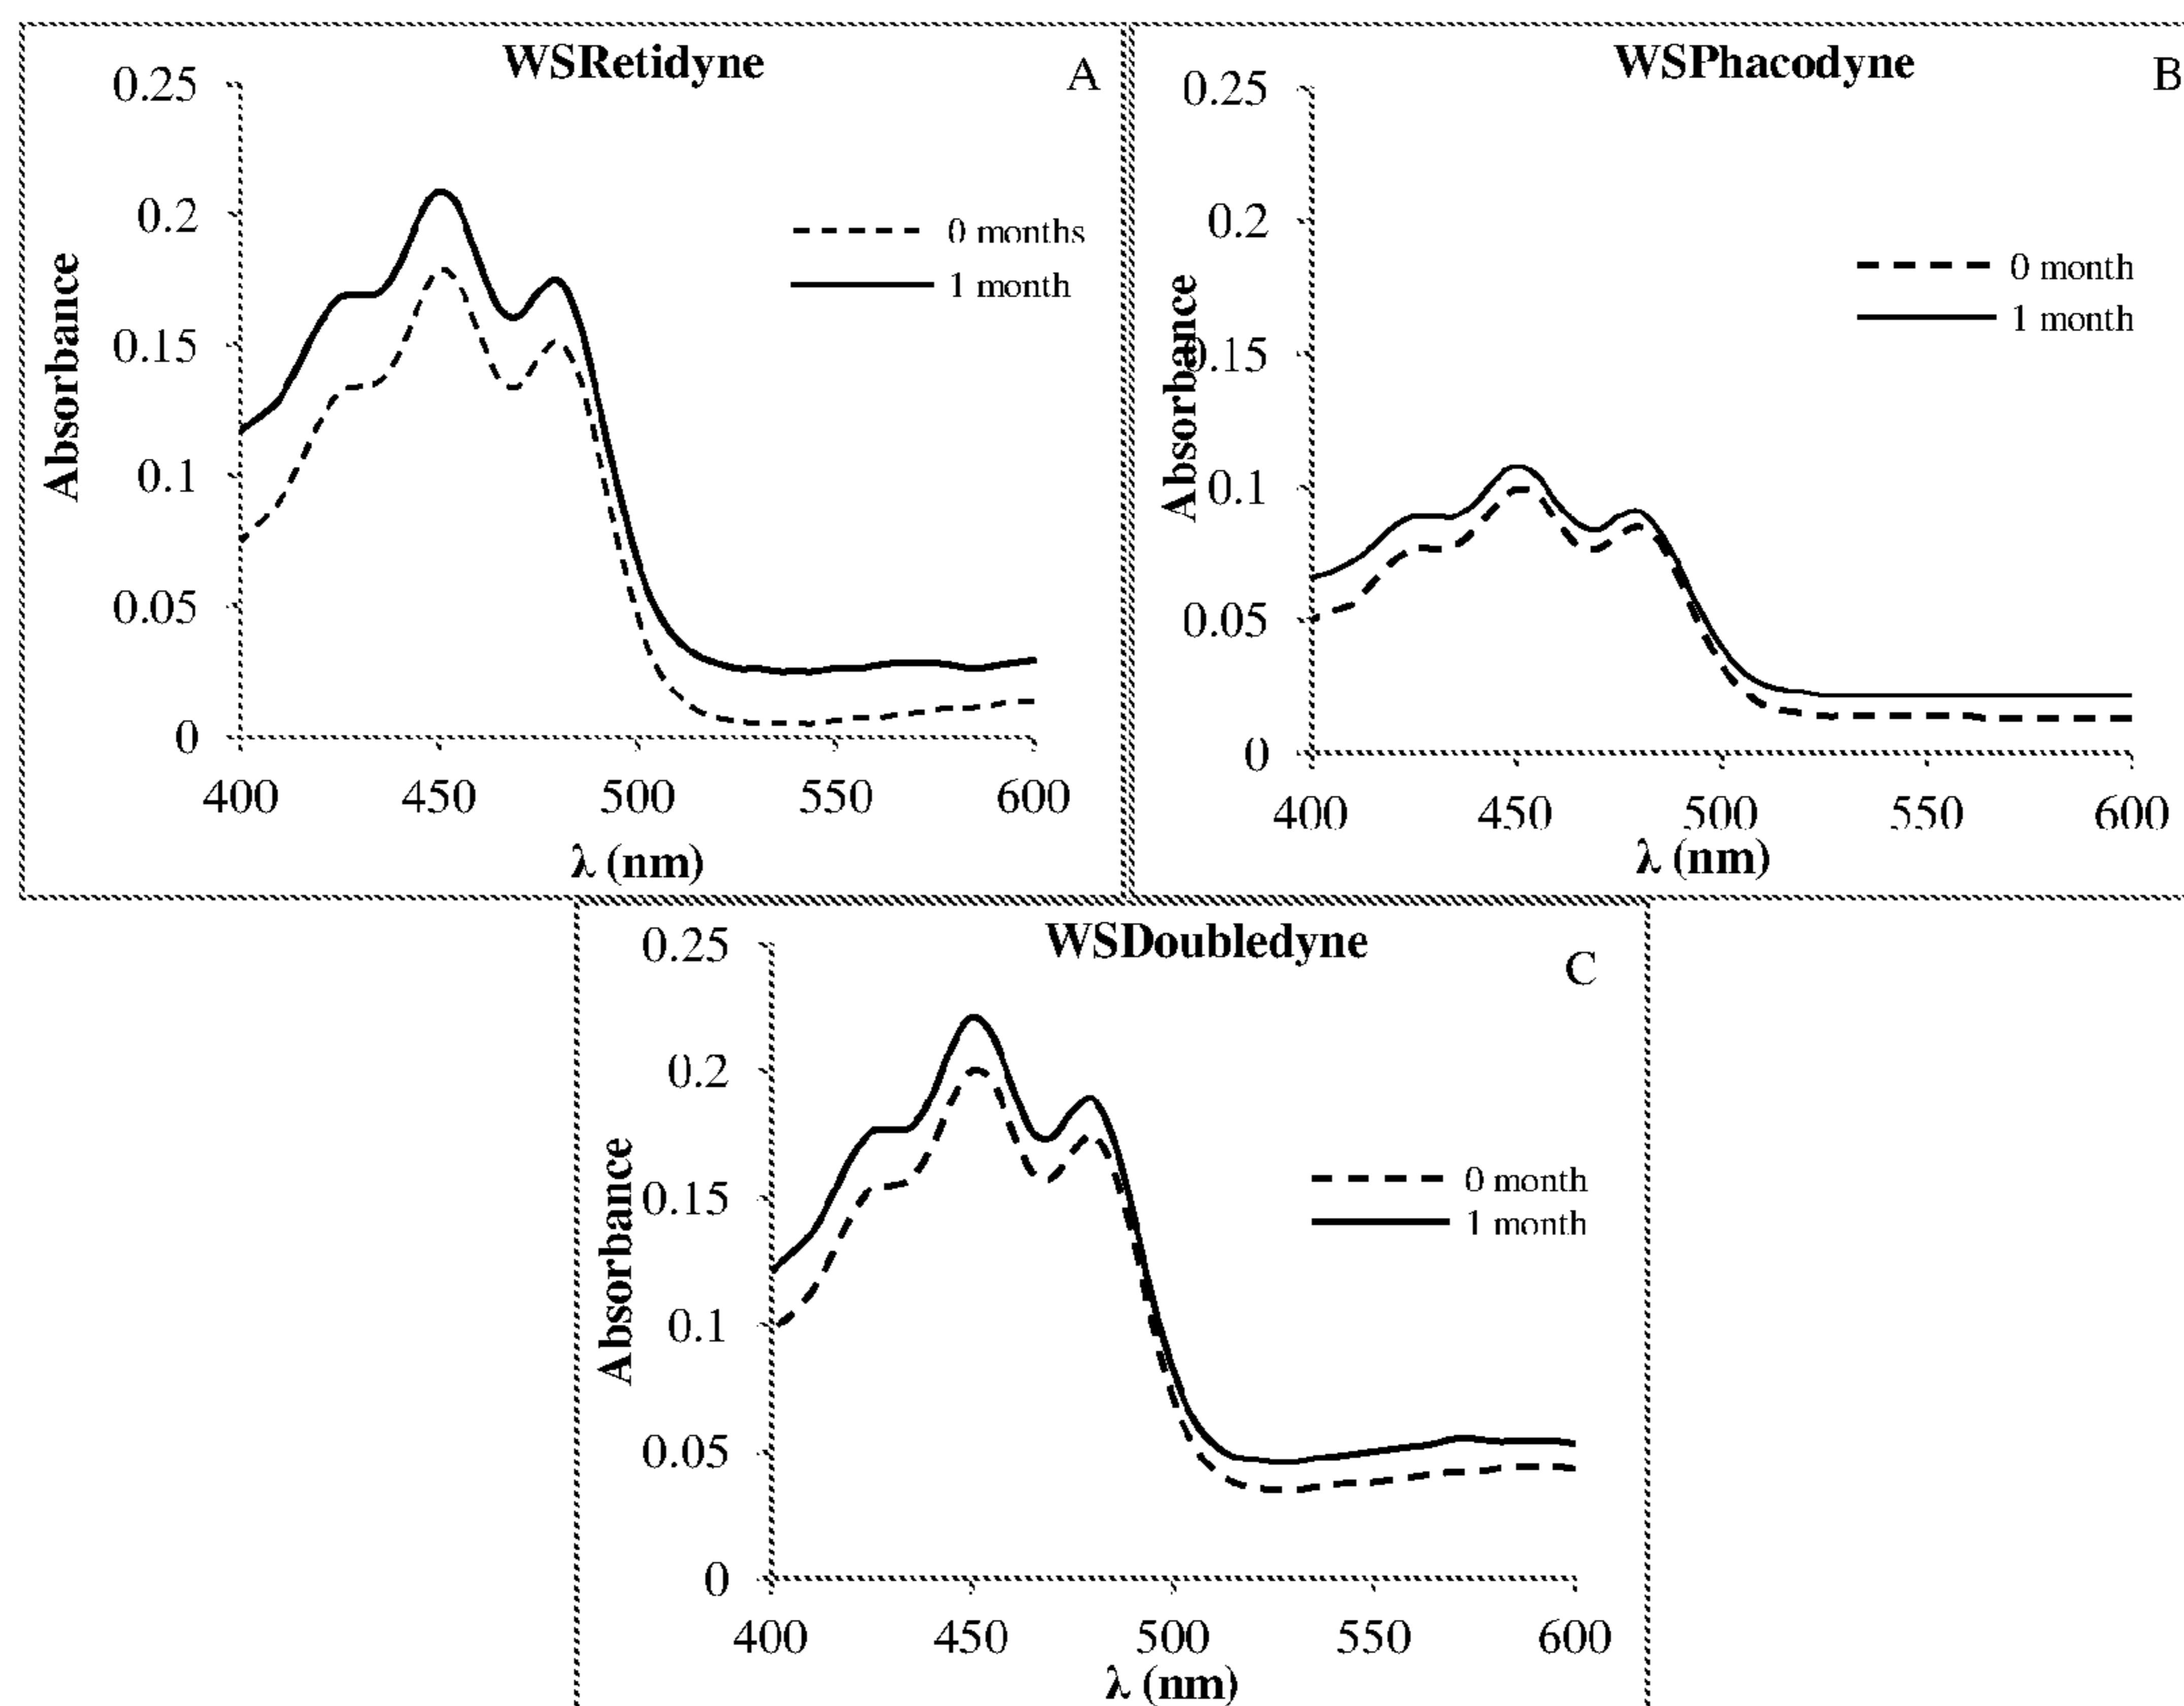 WSRetidyne
A
0.25
0.2
0.15
0.1
0.05
0
Absorbance
0 months
1 month
400 450 500 550 600
λ (nm)
WSPhacodyne
B
0.25
0.2
0.15
0.1
0.05
0
Absorbance
0 month
1 month
400 450 500 550 600
λ (nm)
WSDoubledyne
C
0.25
0.2
0.15
0.1
0.05
0
Absorbance
0 month
1 month
400 450 500 550 600
λ (nm)